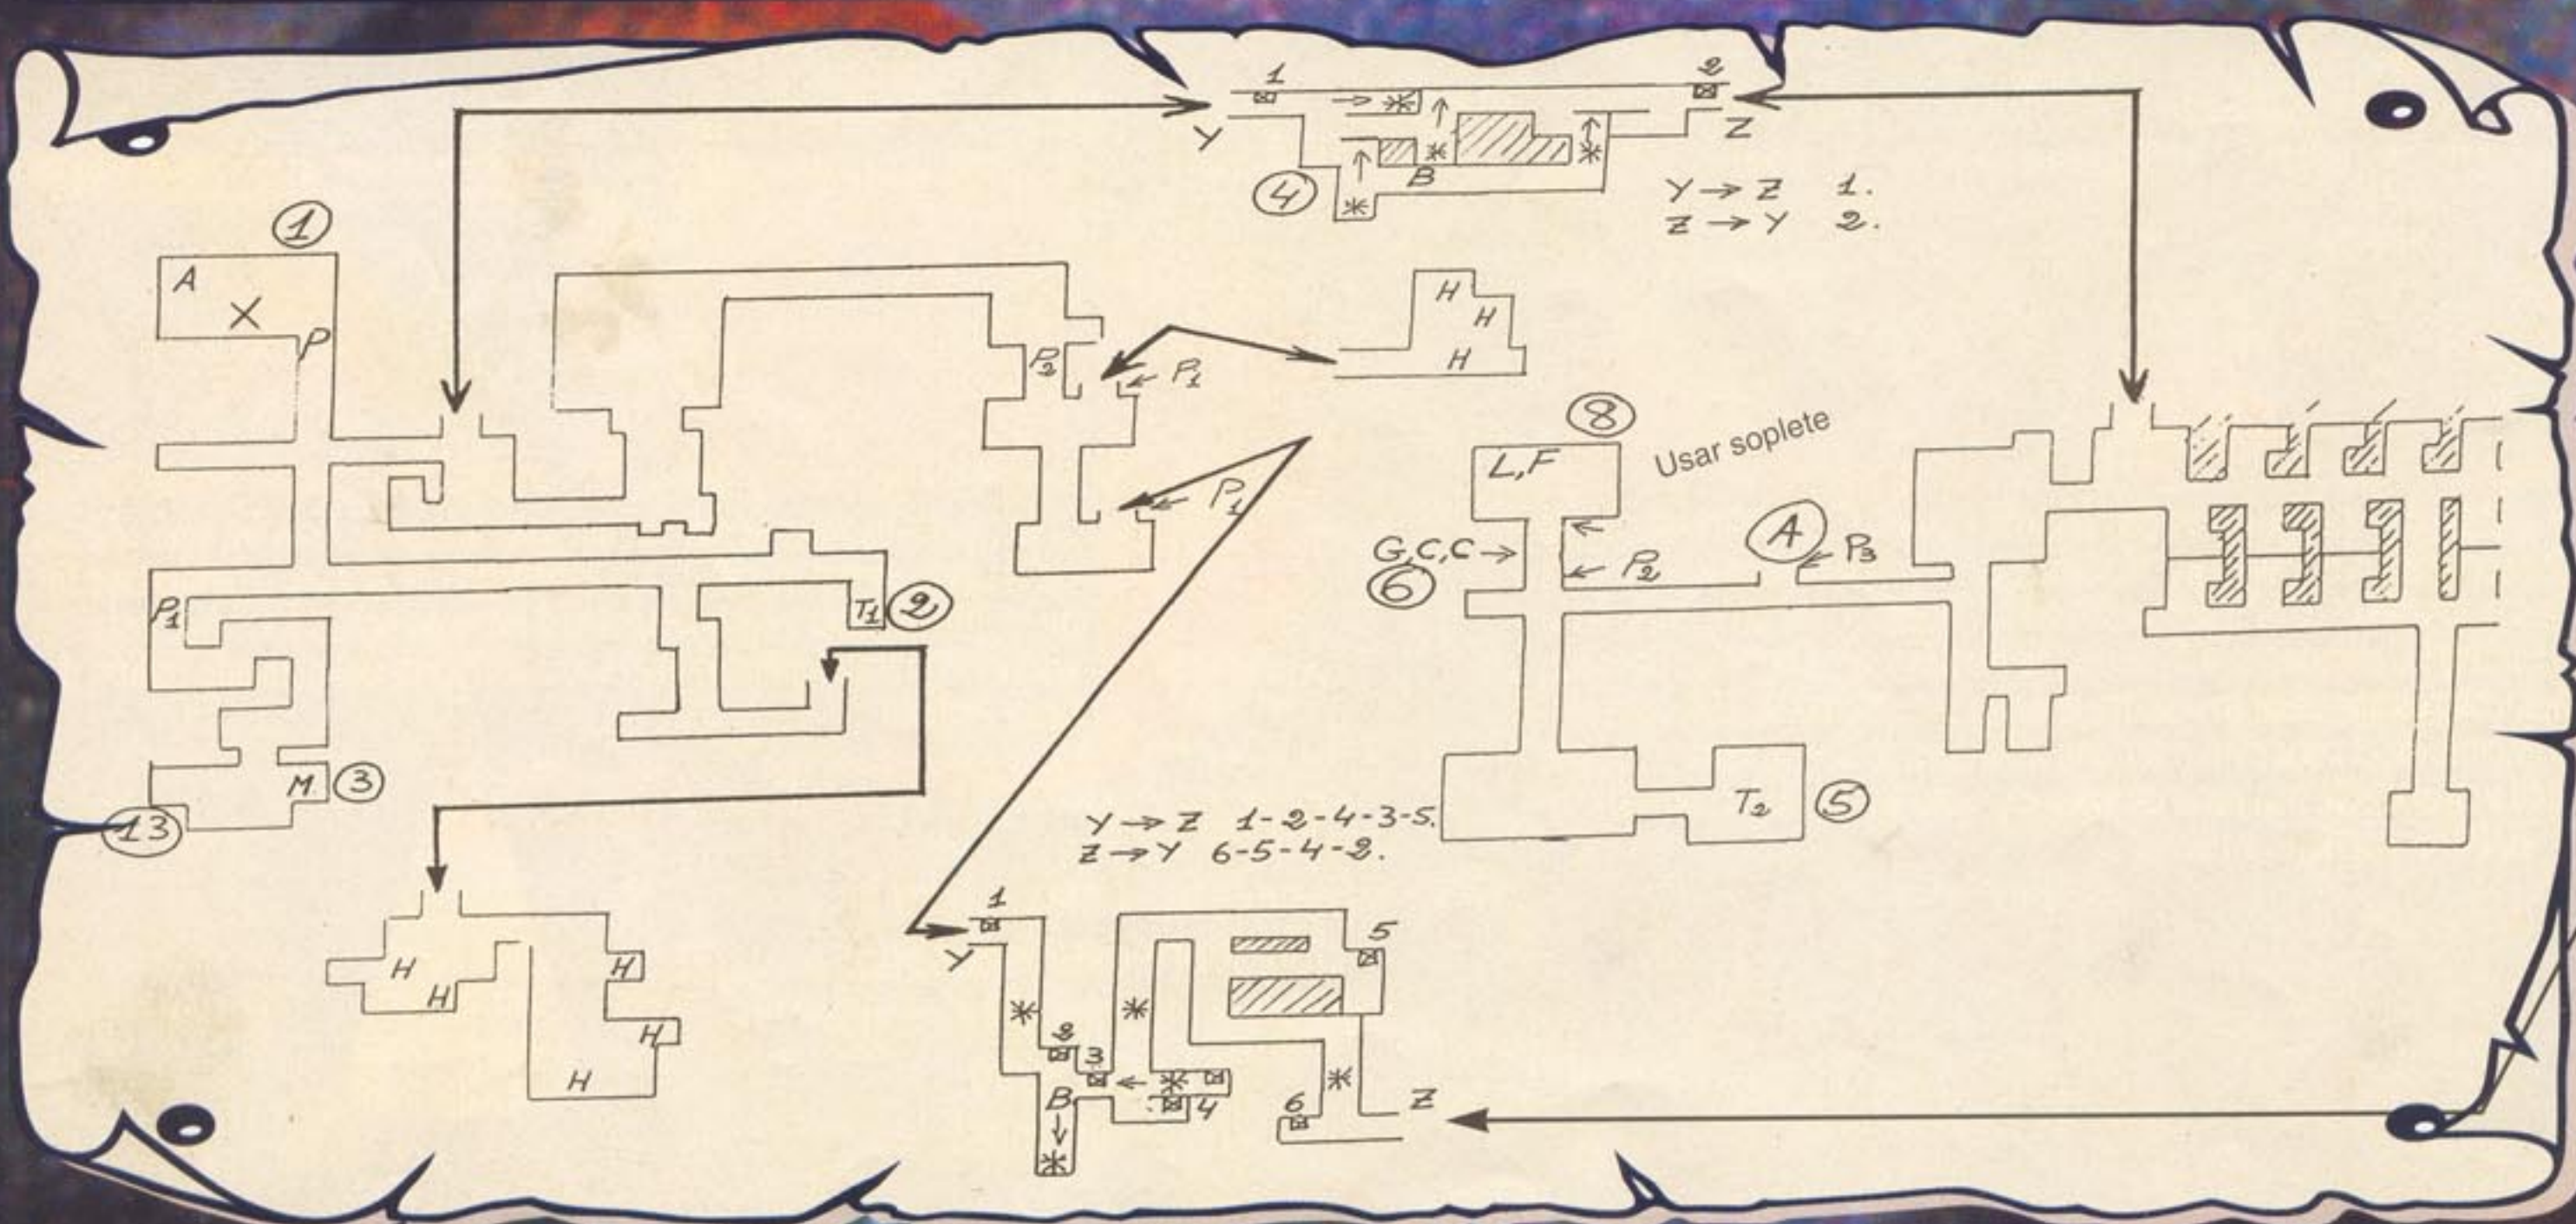 1 2
Y Z
B
4
Y → Z 1.
Z → Y 2.
1
A
X
P
P2
P1
H
H
H
8
L,F
Usar soplete
P1
G,C,C →
6
P2
A
P3
P1
T1 2
M 3
13
T2 5
Y → Z 1-2-4-3-5.
Z → Y 6-5-4-2.
1
Y
5
H
H
H
H
H
2
3
B
4
6
Z